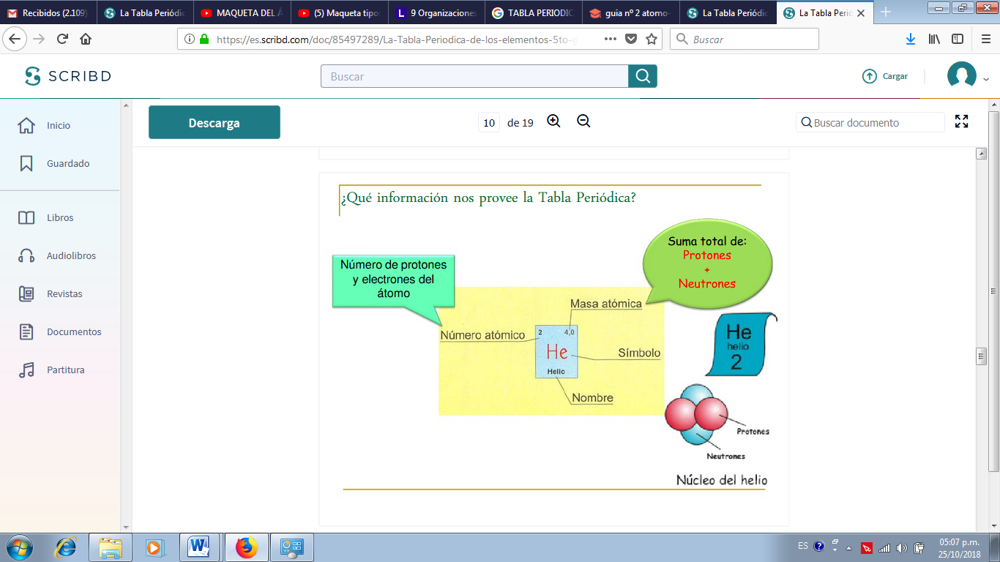 Recibidos (2.109)
La Tabla Periódic
MAQUETA DEL Á
(5) Maqueta tipo
9 Organizaciones
TABLA PERIODIC
guia nº 2 atomo-
La Tabla Periódic
La Tabla Perió
https://es.scribd.com/doc/85497289/La-Tabla-Periodica-de-los-elementos-5to-g
Buscar
SCRIBD
Buscar
Cargar
Inicio
Guardado
Libros
Audiolibros
Revistas
Documentos
Partitura
Descarga
10 de 19
Buscar documento
¿Qué información nos provee la Tabla Periódica?
Número de protones
y electrones del
átomo
Suma total de:
Protones
+
Neutrones
Masa atómica
Número atómico
2 4,0
He
Helio
Símbolo
Nombre
He
helio
2
Protones
Neutrones
Núcleo del helio
ES
05:07 p.m.
25/10/2018